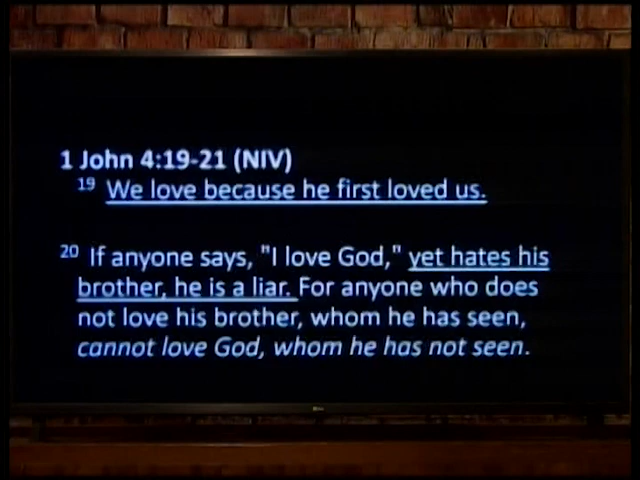 1 John 4:19-21 (NIV)
19 We love because he first loved us.
20 If anyone says, "I love God," yet hates his
brother, he is a liar. For anyone who does
not love his brother, whom he has seen,
cannot love God, whom he has not seen.